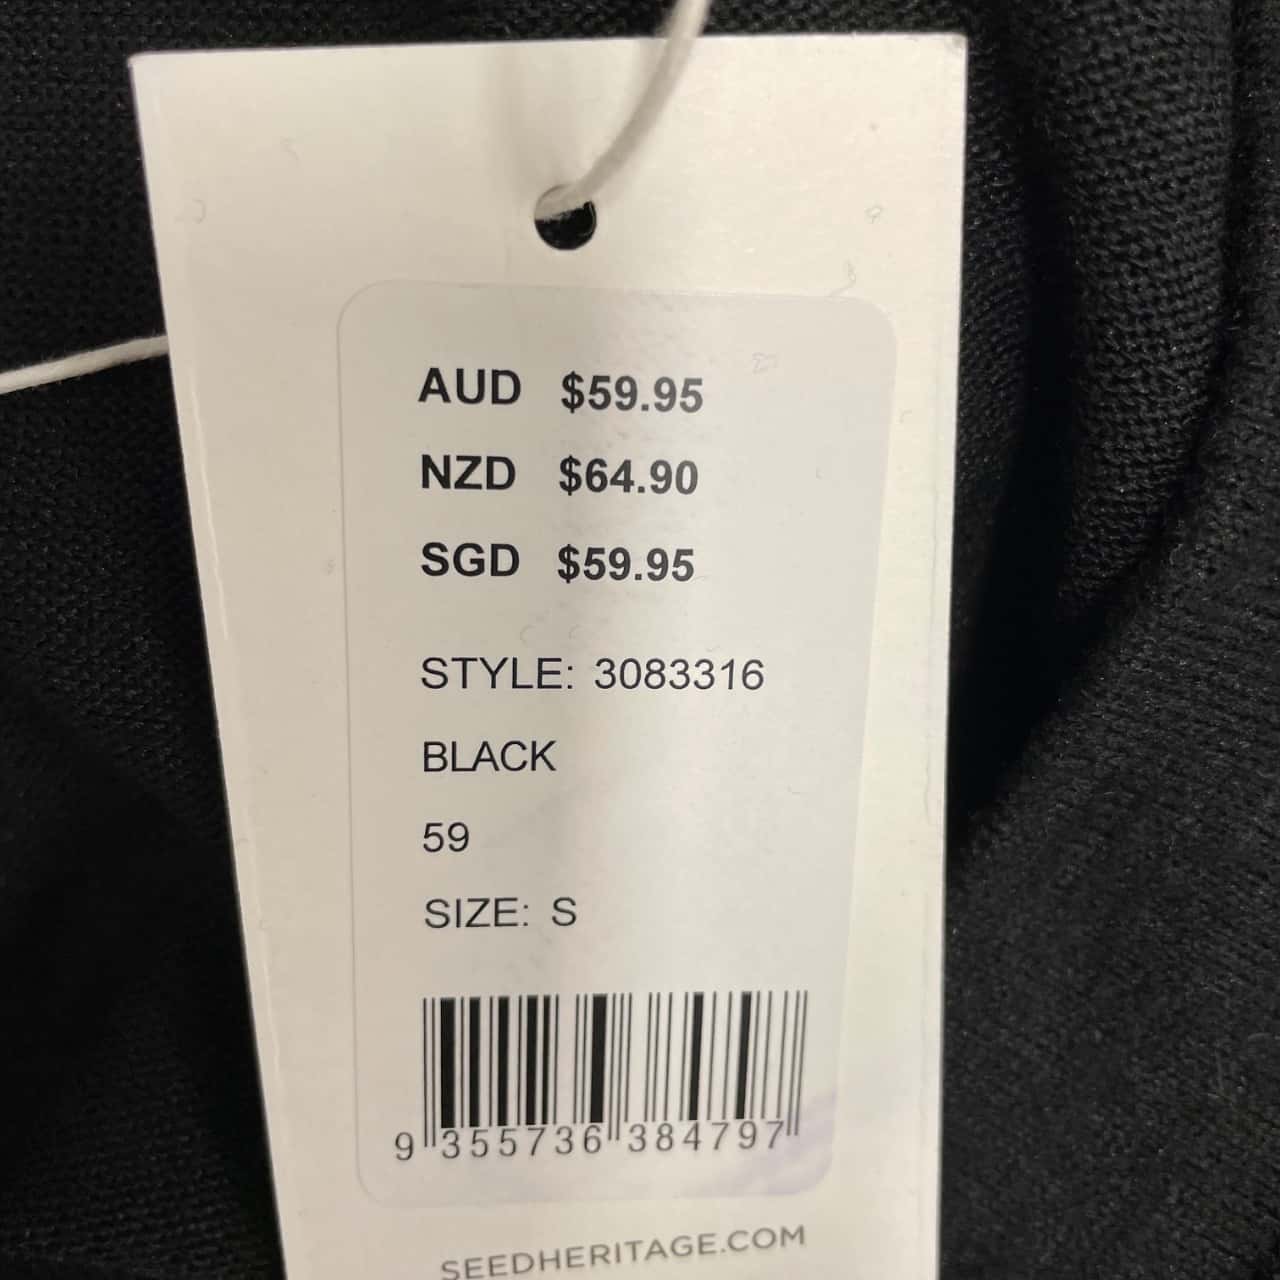 AUD $59.95
NZD $64.90
SGD $59.95
STYLE: 3083316
BLACK
59
SIZE: S
9 355736 384797
SEEDHERITAGE.COM